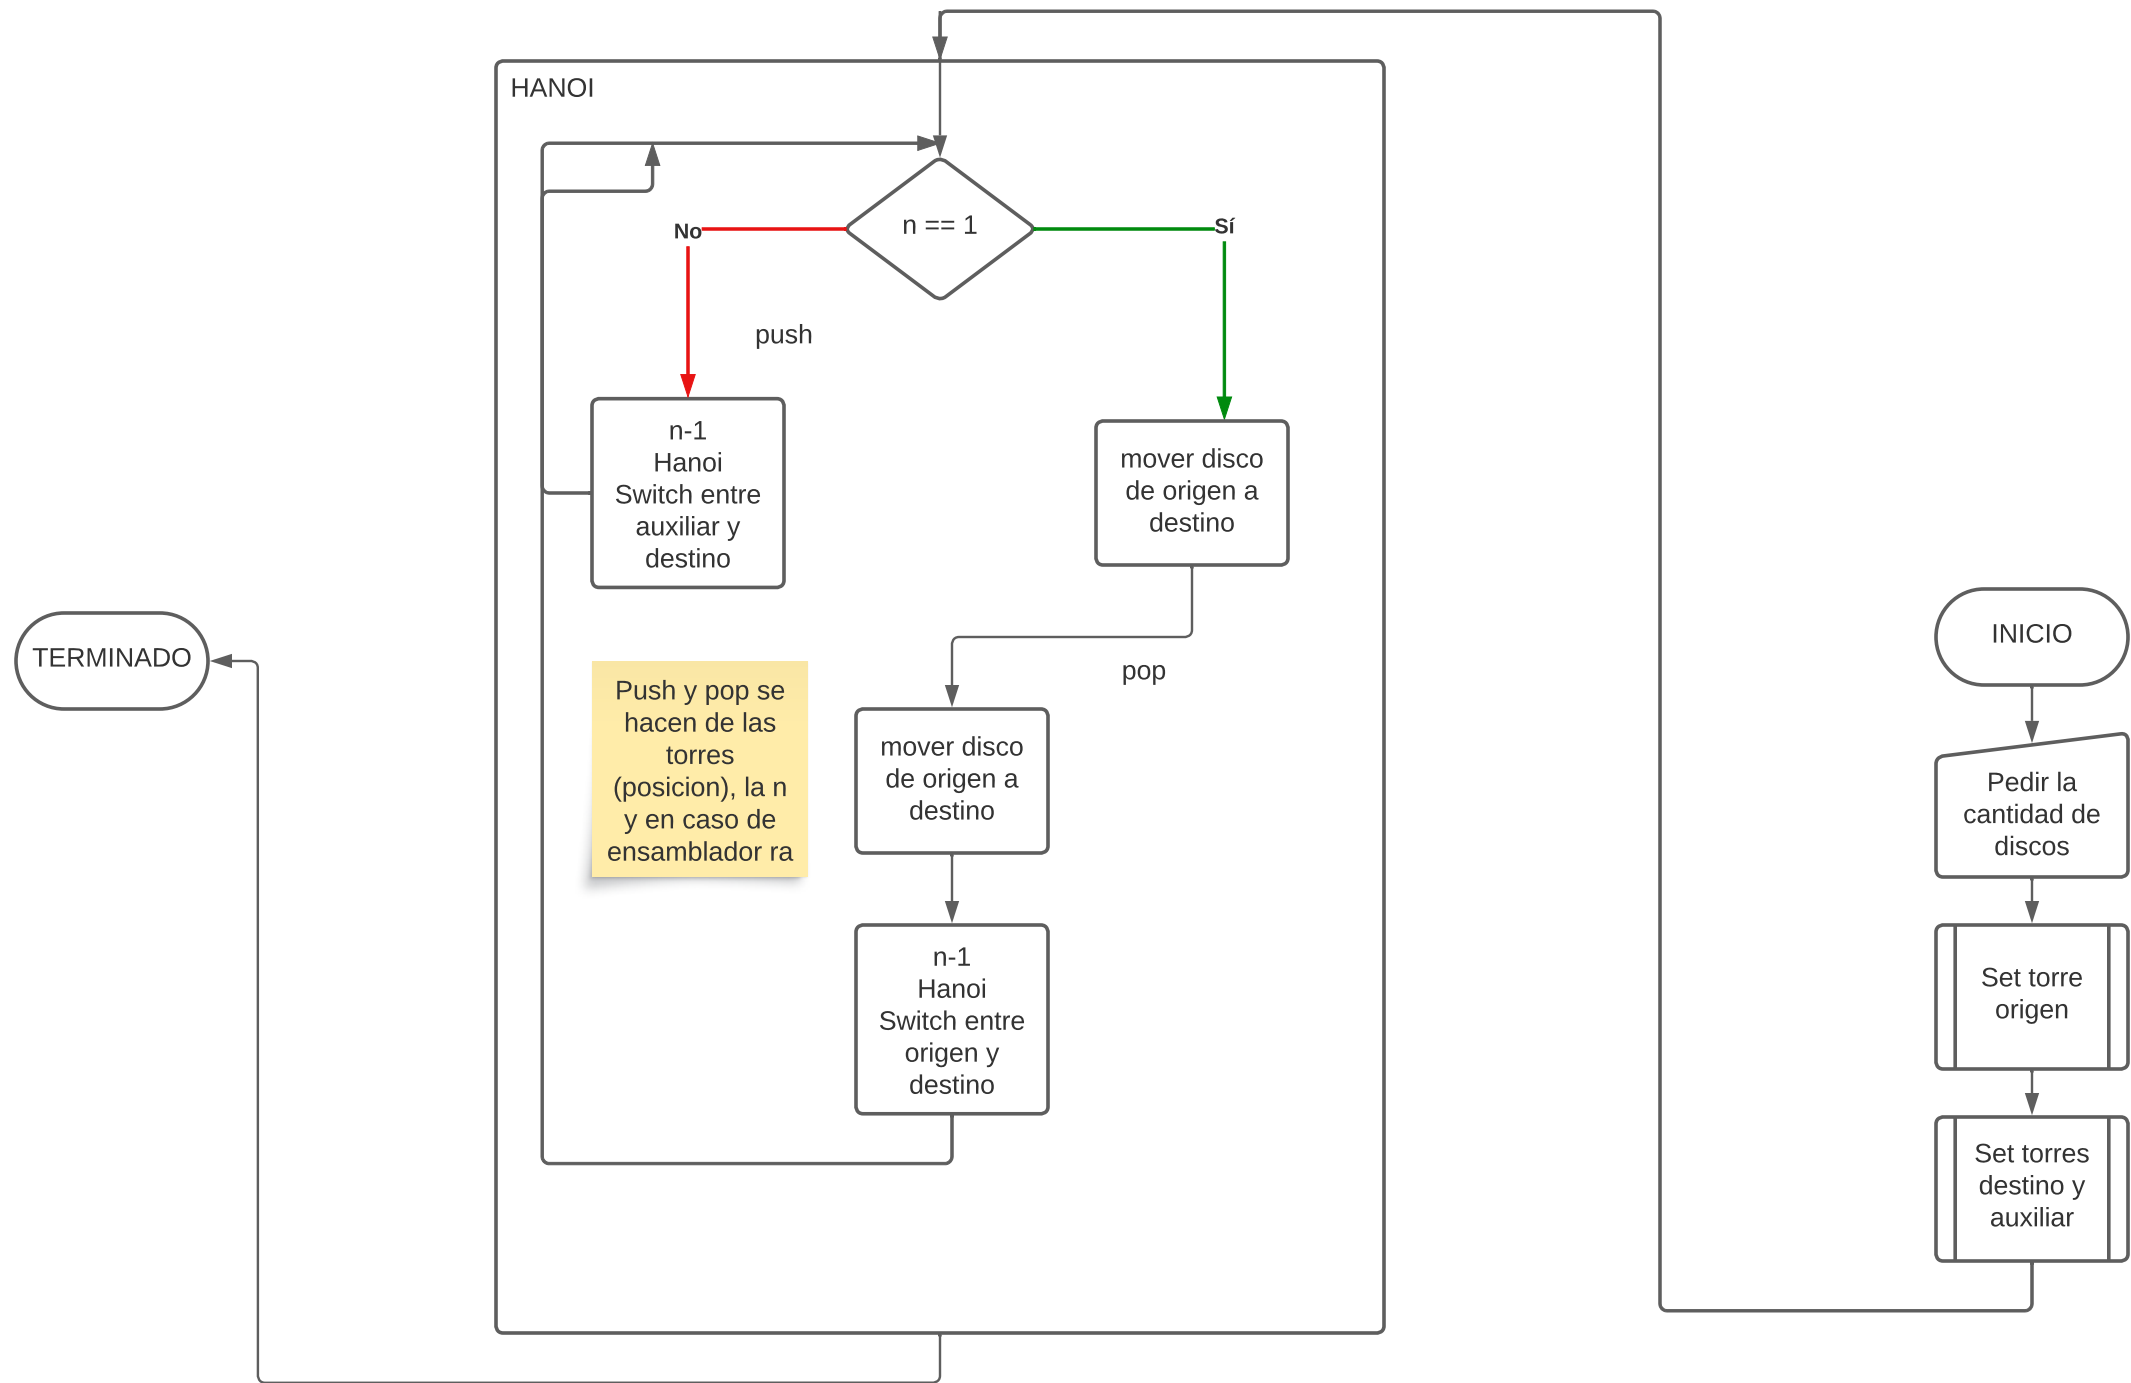 HANOI
n == 1
No
Sí
push
n-1
Hanoi
Switch entre
auxiliar y
destino
mover disco
de origen a
destino
TERMINADO
INICIO
pop
Push y pop se
hacen de las
torres
(posicion), la n
y en caso de
ensamblador ra
mover disco
de origen a
destino
Pedir la
cantidad de
discos
n-1
Hanoi
Switch entre
origen y
destino
Set torre
origen
Set torres
destino y
auxiliar